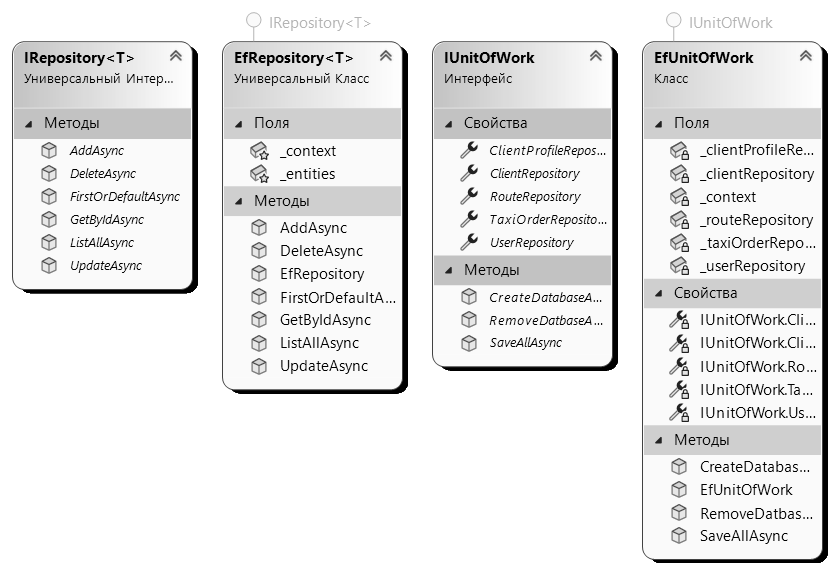 IRepository<T>
IRepository<T>
Универсальный Интер...
Методы
AddAsync
DeleteAsync
FirstOrDefaultAsync
GetByIdAsync
ListAllAsync
UpdateAsync
EfRepository<T>
Универсальный Класс
Поля
_context
_entities
Методы
AddAsync
DeleteAsync
EfRepository
FirstOrDefaultA...
GetByIdAsync
ListAllAsync
UpdateAsync
IUnitOfWork
Интерфейс
Свойства
ClientProfileRepos...
ClientRepository
RouteRepository
TaxiOrderReposito...
UserRepository
Методы
CreateDatabaseA...
RemoveDatbaseA...
SaveAllAsync
IUnitOfWork
EfUnitOfWork
Класс
Поля
_clientProfileRe...
_clientRepository
_context
_routeRepository
_taxiOrderRepo...
_userRepository
Свойства
IUnitOfWork.Cli...
IUnitOfWork.Cli...
IUnitOfWork.Ro...
IUnitOfWork.Ta...
IUnitOfWork.Us...
Методы
CreateDatabas...
EfUnitOfWork
RemoveDatbas...
SaveAllAsync